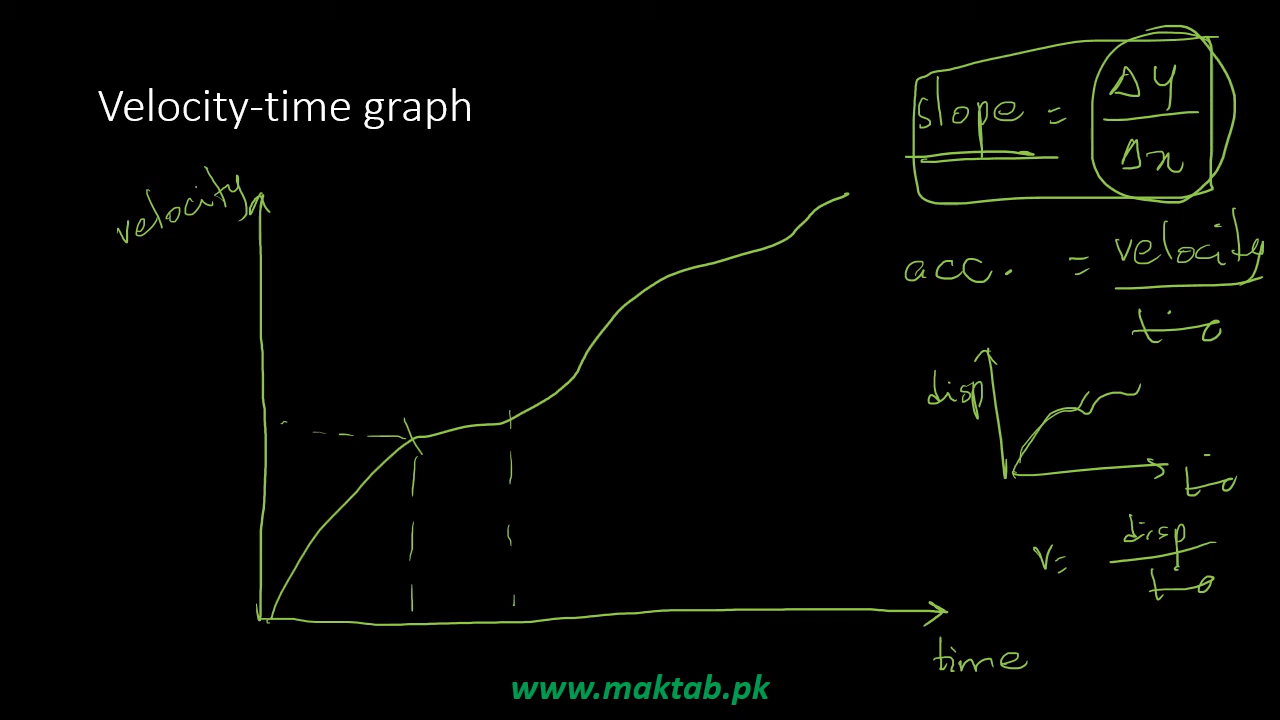 Velocity-time graph
slope = Δy/Δx
velocity
acc. = velocity/time
disp
time
v = disp/time
time
www.maktab.pk